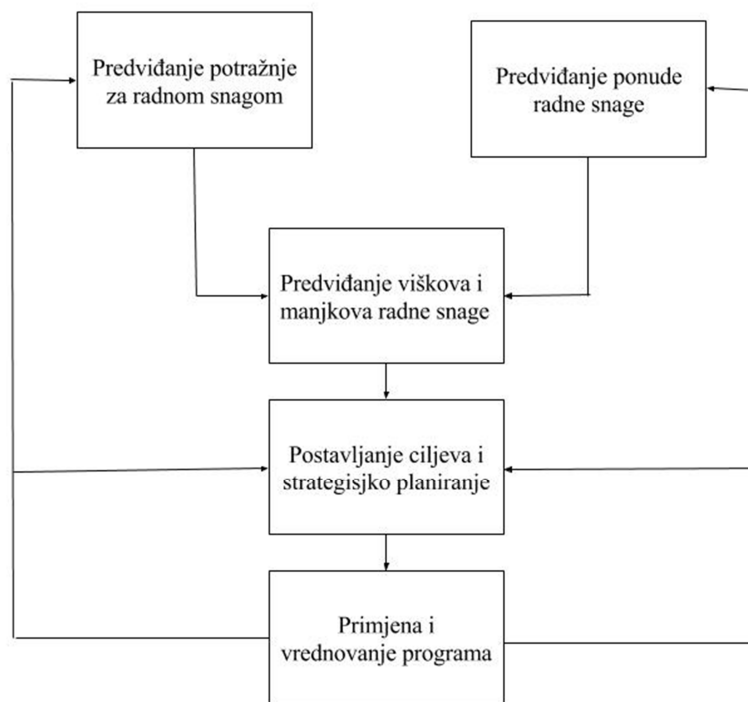 Predviđanje potražnje
za radnom snagom
Predviđanje ponude
radne snage
Predviđanje viškova i
manjkova radne snage
Postavljanje ciljeva i
strategisjko planiranje
Primjena i
vrednovanje programa